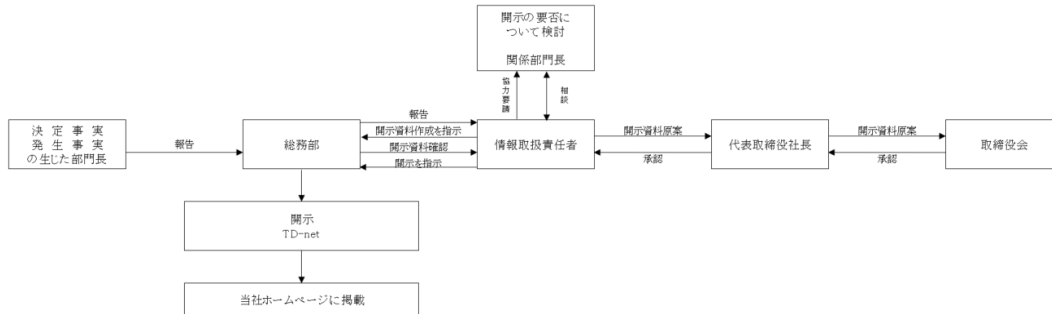 開示の要否に
ついて検討
関係部門長
協力要請
相談
決定事実
発生事実
の生じた部門長
報告
総務部
報告
開示資料作成を指示
開示資料確認
開示を指示
情報取扱責任者
開示資料原案
承認
代表取締役社長
開示資料原案
承認
取締役会
開示
TD-net
当社ホームページに掲載